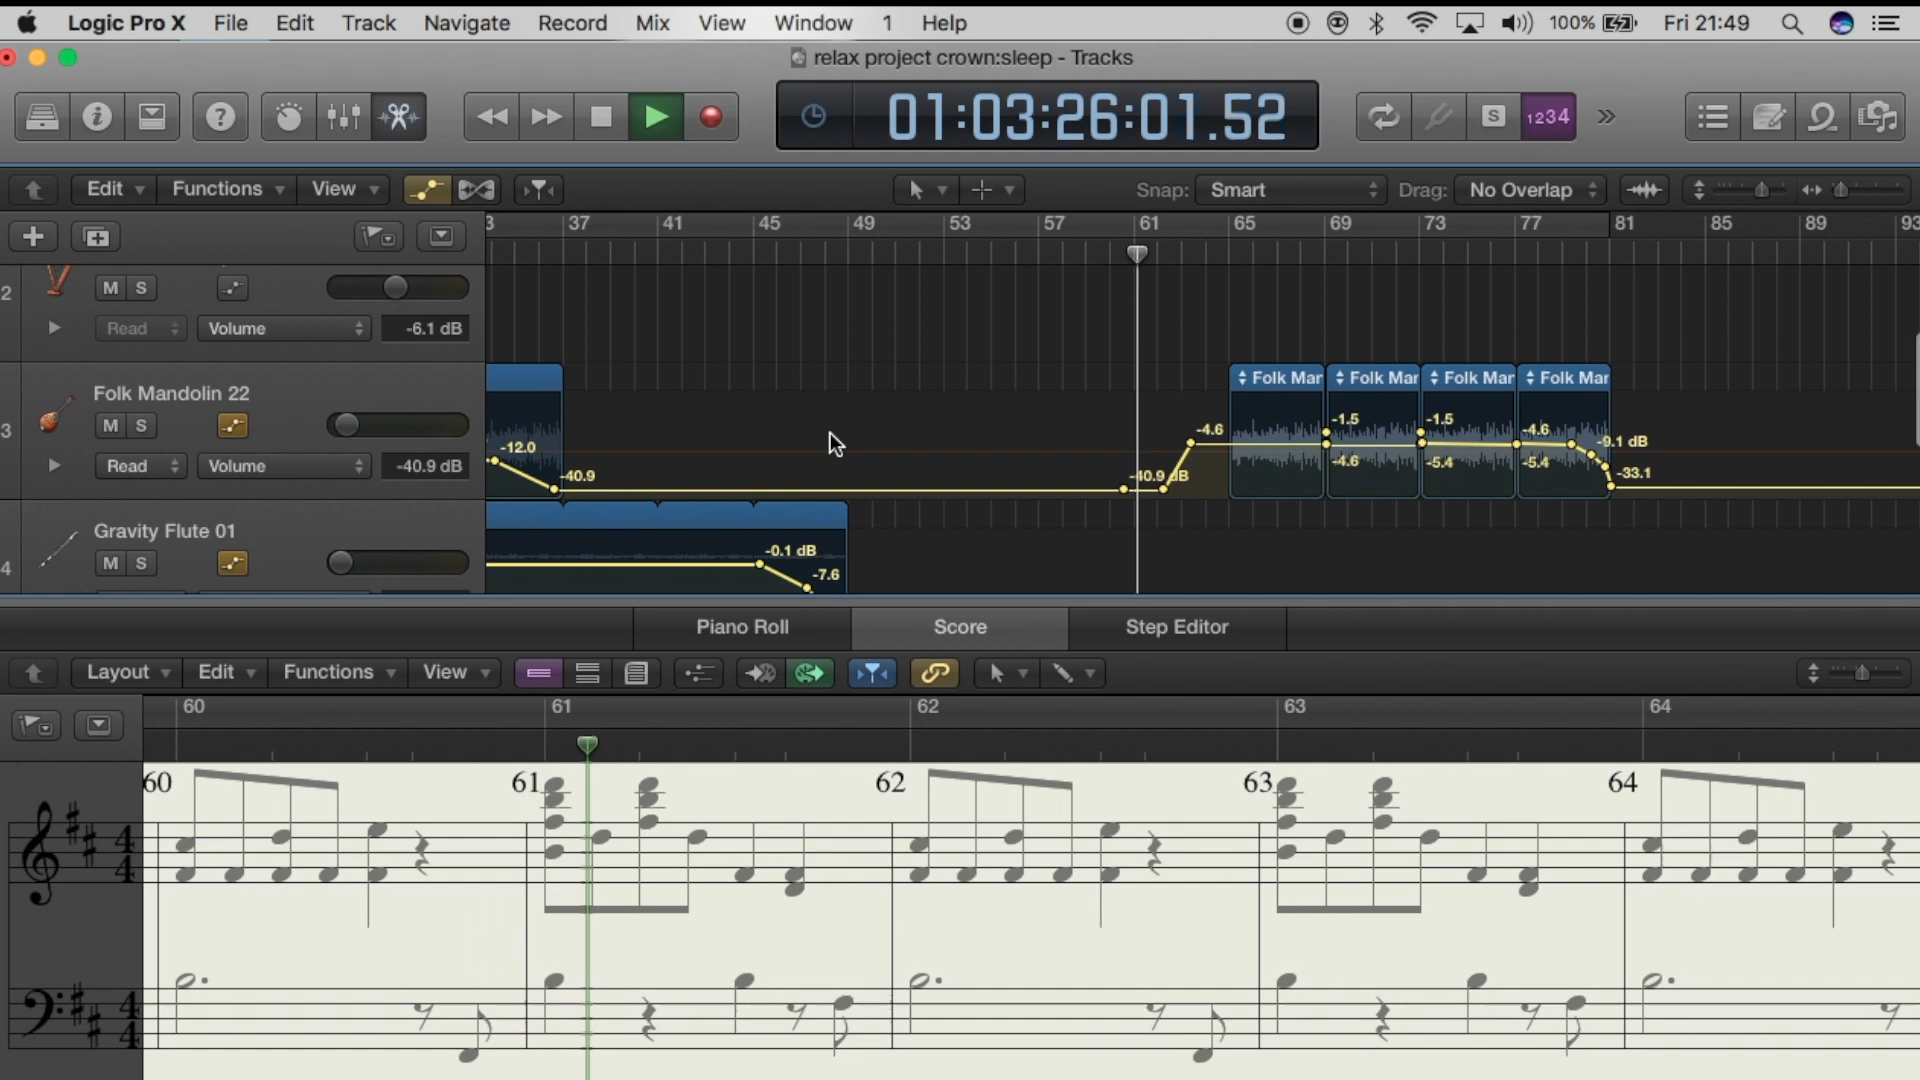 Logic Pro X File Edit Track Navigate Record Mix View Window 1 Help 100% Fri 21:49
relax project crown:sleep - Tracks
? 01:03:26:01.52 S 1234
Edit Functions View Snap: Smart Drag: No Overlap
37 41 45 49 53 57 61 65 69 73 77 81 85 89 93
2 M S
Read Volume -6.1 dB
Folk Mandolin 22
3 M S
Read Volume -40.9 dB
Folk Mar Folk Mar Folk Mar Folk Mar
-12.0 -40.9 -40.9 dB -4.6 -1.5 -4.6 -1.5 -5.4 -4.6 -5.4 -9.1 dB -33.1
Gravity Flute 01
4 M S
-0.1 dB
-7.6
Piano Roll Score Step Editor
Layout Edit Functions View
60 61 62 63 64
60 61 62 63 64
4 4
4 4